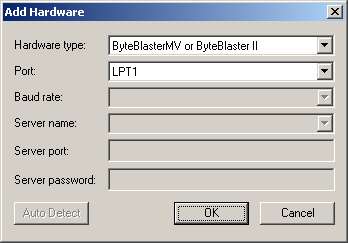 Add Hardware
Hardware type: ByteBlasterMV or ByteBlaster II
Port: LPT1
Baud rate:
Server name:
Server port:
Server password:
Auto Detect OK Cancel